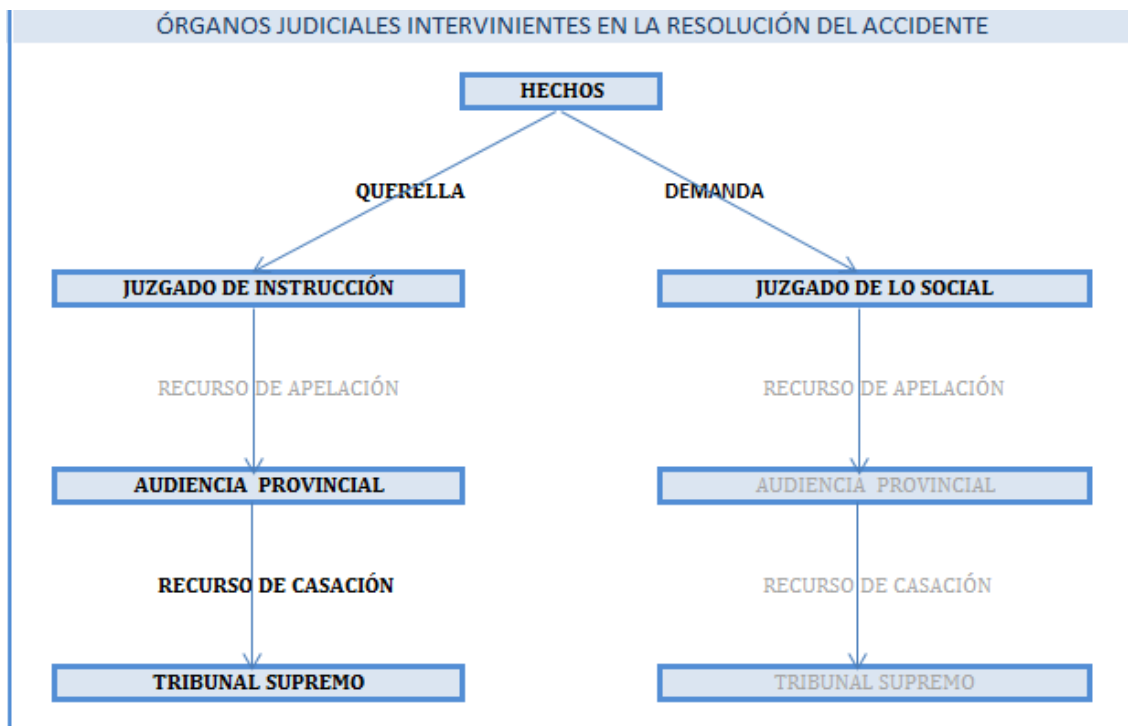 ÓRGANOS JUDICIALES INTERVINIENTES EN LA RESOLUCIÓN DEL ACCIDENTE
HECHOS
QUERELLA
DEMANDA
JUZGADO DE INSTRUCCIÓN
JUZGADO DE LO SOCIAL
RECURSO DE APELACIÓN
RECURSO DE APELACIÓN
AUDIENCIA PROVINCIAL
AUDIENCIA PROVINCIAL
RECURSO DE CASACIÓN
RECURSO DE CASACIÓN
TRIBUNAL SUPREMO
TRIBUNAL SUPREMO